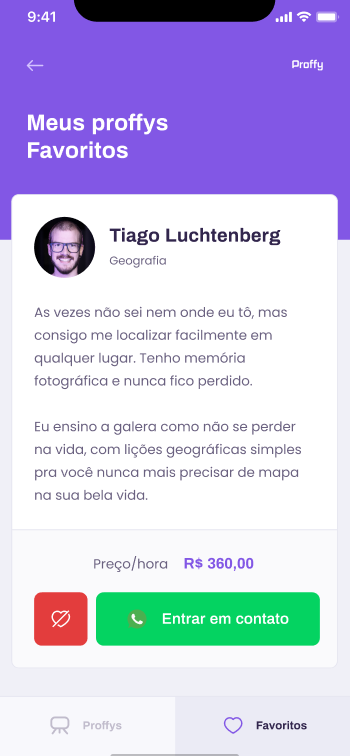 9:41
Proffy
Meus proffys
Favoritos
Tiago Luchtenberg
Geografia
As vezes não sei nem onde eu tô, mas
consigo me localizar facilmente em
qualquer lugar. Tenho memória
fotográfica e nunca fico perdido.
Eu ensino a galera como não se perder
na vida, com lições geográficas simples
pra você nunca mais precisar de mapa
na sua bela vida.
Preço/hora R$ 360,00
Entrar em contato
Proffys Favoritos